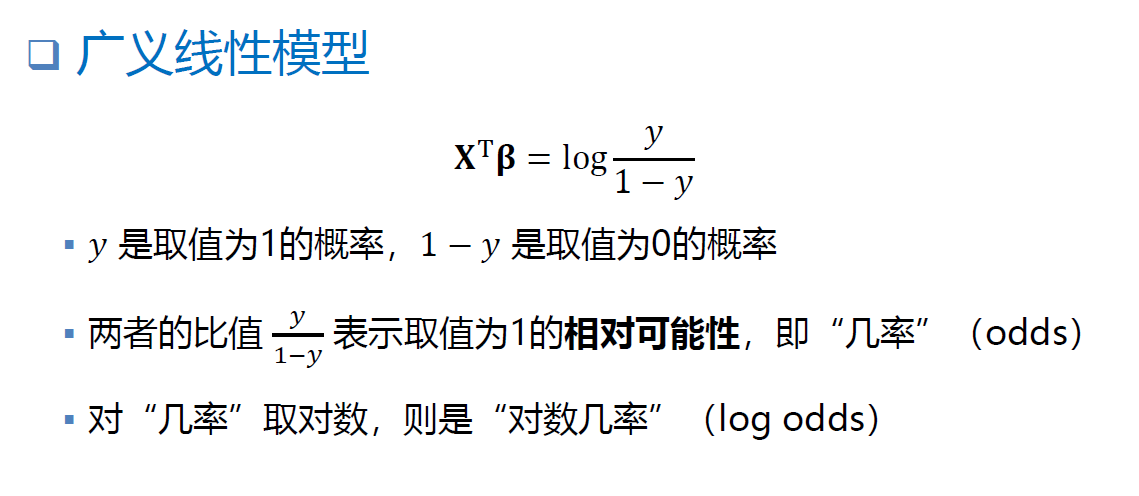 ❑ 广义线性模型
𝐗ᵀ𝛃 = log y/(1 − y)
▪ y 是取值为1的概率，1 − y 是取值为0的概率
▪ 两者的比值 y/(1−y) 表示取值为1的相对可能性，即“几率”（odds）
▪ 对“几率”取对数，则是“对数几率”（log odds）